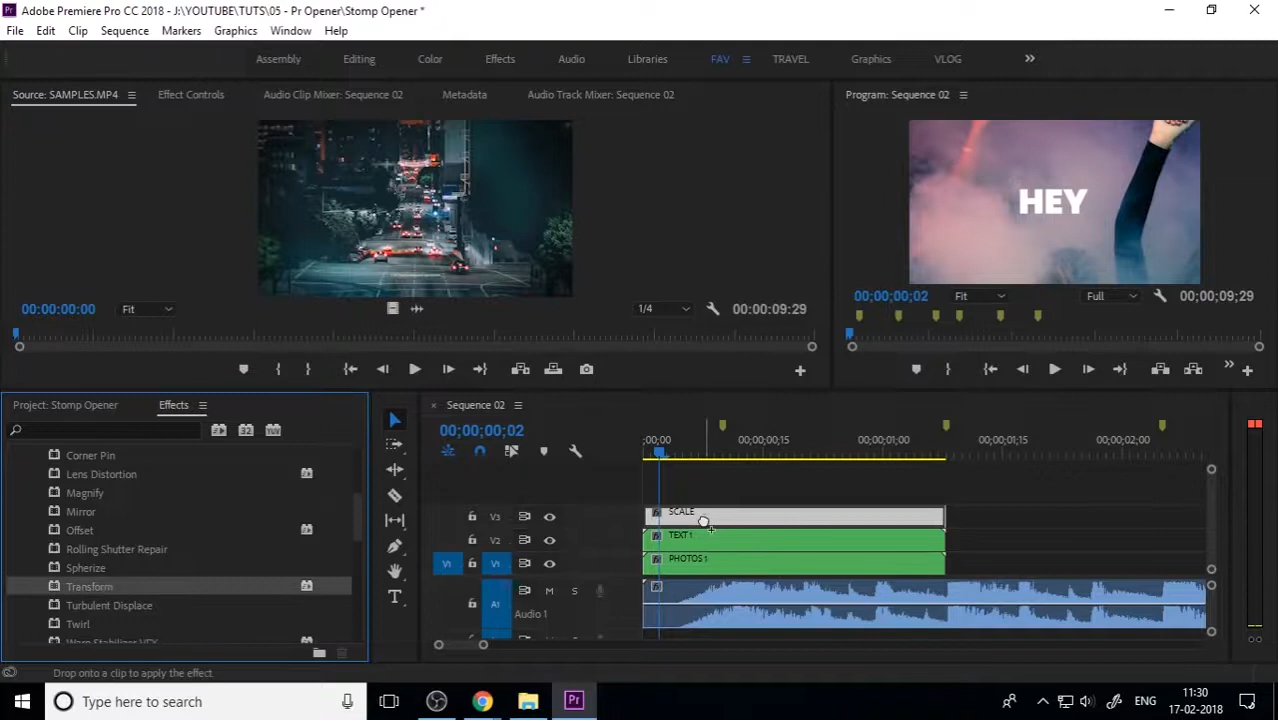 Pr Adobe Premiere Pro CC 2018 - J:\YOUTUBE\TUTS\05 - Pr Opener\Stomp Opener *
File Edit Clip Sequence Markers Graphics Window Help
Assembly Editing Color Effects Audio Libraries FAV TRAVEL Graphics VLOG
Source: SAMPLES.MP4 Effect Controls Audio Clip Mixer: Sequence 02 Metadata Audio Track Mixer: Sequence 02
Program: Sequence 02
HEY
00:00:00:00 Fit 1/4 00:00:09:29
00;00;00;02 Fit Full 00;00;09;29
Project: Stomp Opener Effects
Sequence 02
00;00;00;02
;00;00 00;00;00;15 00;00;01;00 00;00;01;15 00;00;02;00
Corner Pin
Lens Distortion
Magnify
Mirror
Offset
Rolling Shutter Repair
Spherize
Transform
Turbulent Displace
Twirl
Warp Stabilizer VFX
V3 SCALE
V2 TEXT 1
V1 V1 PHOTOS 1
A1 M S
Audio 1
Drop onto a clip to apply the effect.
Type here to search
Pr
ENG
11:30
17-02-2018